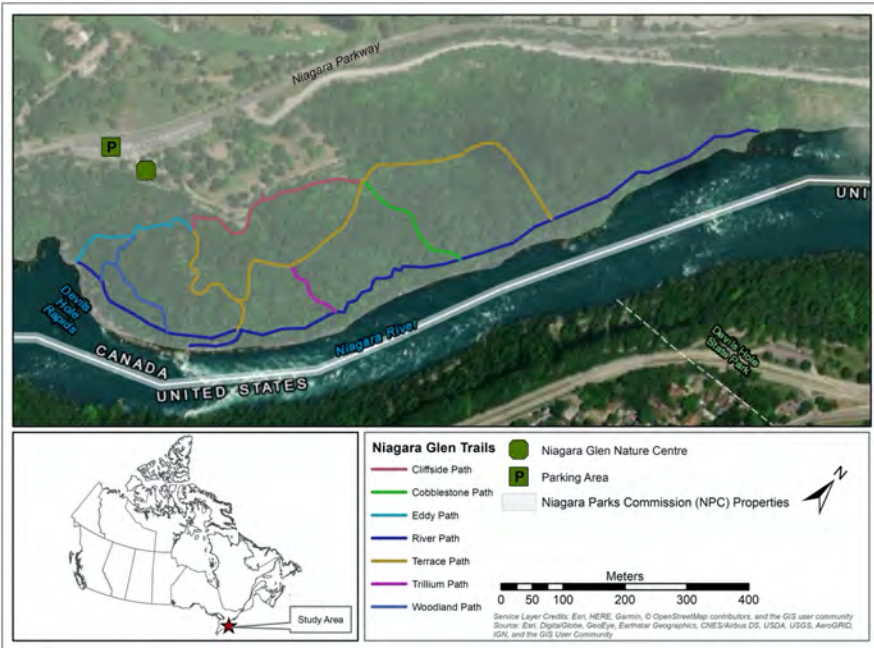 Niagara Parkway
P
Devils
Hole
Rapids
Niagara River
CANADA
UNITED STATES
UNI
Devils Hole
State Park
Study Area
Niagara Glen Trails
Cliffside Path
Cobblestone Path
Eddy Path
River Path
Terrace Path
Trillium Path
Woodland Path
Niagara Glen Nature Centre
P
Parking Area
Niagara Parks Commission (NPC) Properties
N
Meters
0 50 100 200 300 400
Service Layer Credits: Esri, HERE, Garmin, © OpenStreetMap contributors, and the GIS user community
Source: Esri, DigitalGlobe, GeoEye, Earthstar Geographics, CNES/Airbus DS, USDA, USGS, AeroGRID,
IGN, and the GIS User Community